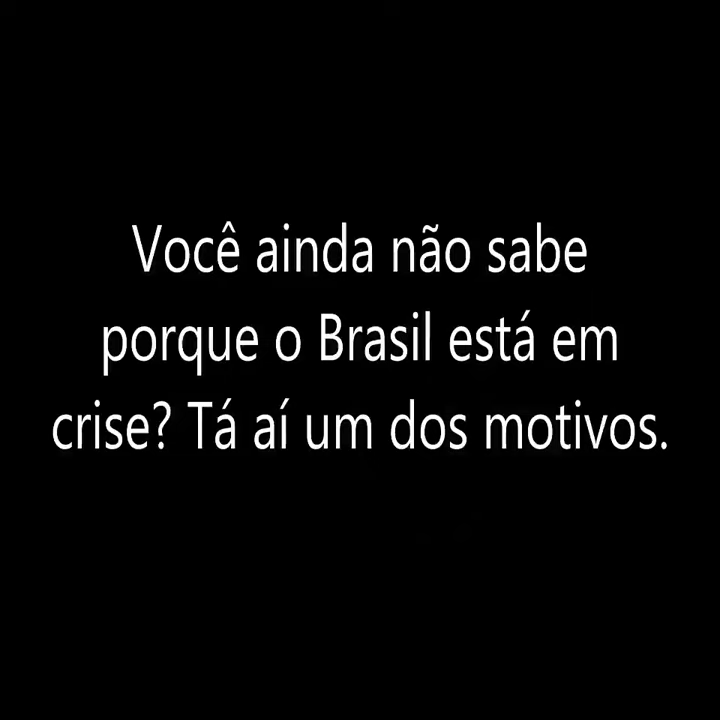 Você ainda não sabe
porque o Brasil está em
crise? Tá aí um dos motivos.